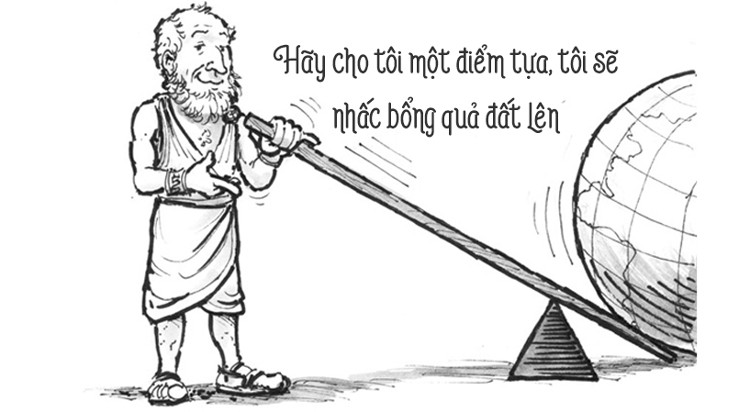 Hãy cho tôi một điểm tựa, tôi sẽ
nhấc bổng quả đất lên